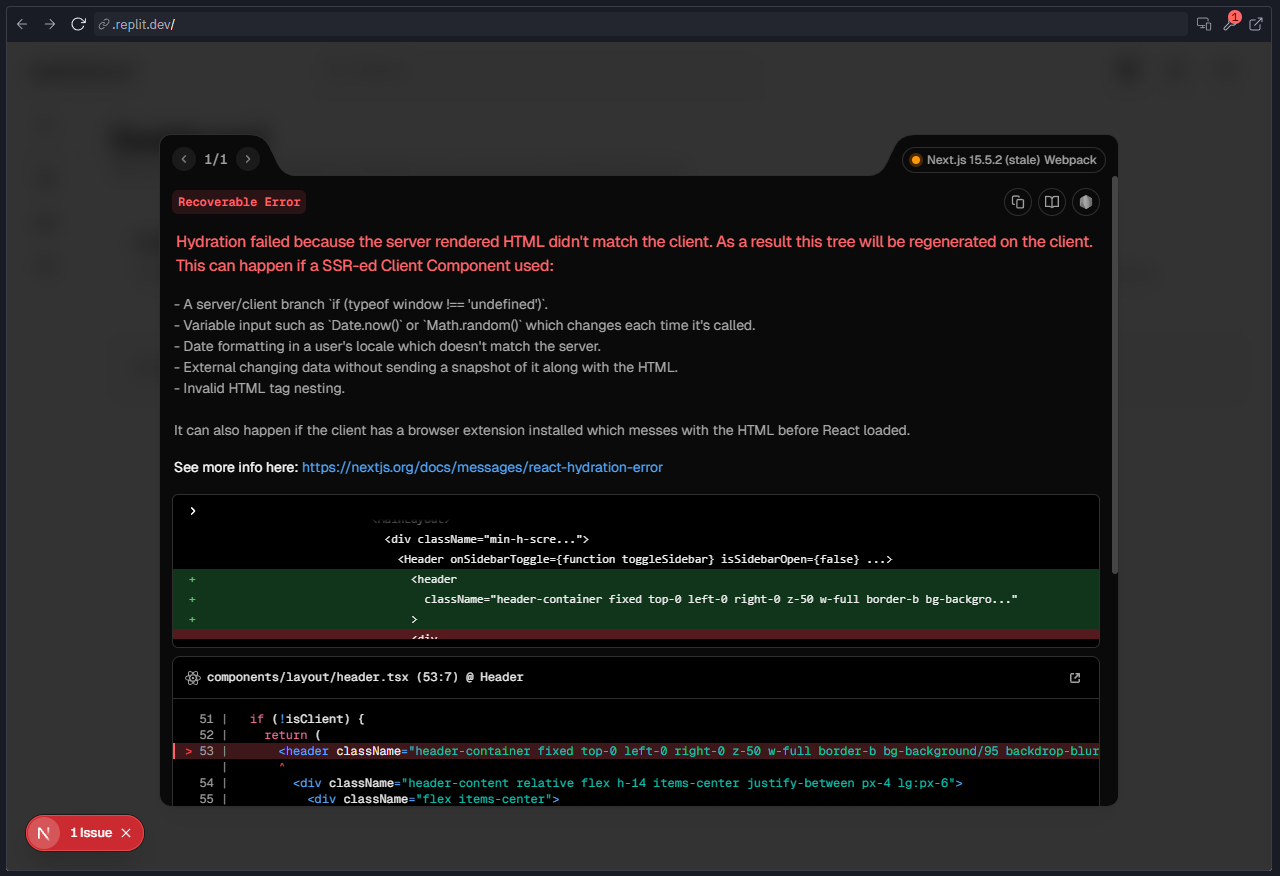 .replit.dev/
1
1/1
Next.js 15.5.2 (stale) Webpack
Recoverable Error
Hydration failed because the server rendered HTML didn't match the client. As a result this tree will be regenerated on the client.
This can happen if a SSR-ed Client Component used:
- A server/client branch `if (typeof window !== 'undefined')`.
- Variable input such as `Date.now()` or `Math.random()` which changes each time it's called.
- Date formatting in a user's locale which doesn't match the server.
- External changing data without sending a snapshot of it along with the HTML.
- Invalid HTML tag nesting.
It can also happen if the client has a browser extension installed which messes with the HTML before React loaded.
See more info here: https://nextjs.org/docs/messages/react-hydration-error
<MainLayout>
<div className="min-h-scre...">
<Header onSidebarToggle={function toggleSidebar} isSidebarOpen={false} ...>
+ <header
+ className="header-container fixed top-0 left-0 right-0 z-50 w-full border-b bg-backgro..."
+ >
<div
components/layout/header.tsx (53:7) @ Header
51 | if (!isClient) {
52 | return (
> 53 | <header className="header-container fixed top-0 left-0 right-0 z-50 w-full border-b bg-background/95 backdrop-blur
| ^
54 | <div className="header-content relative flex h-14 items-center justify-between px-4 lg:px-6">
55 | <div className="flex items-center">
N 1 Issue